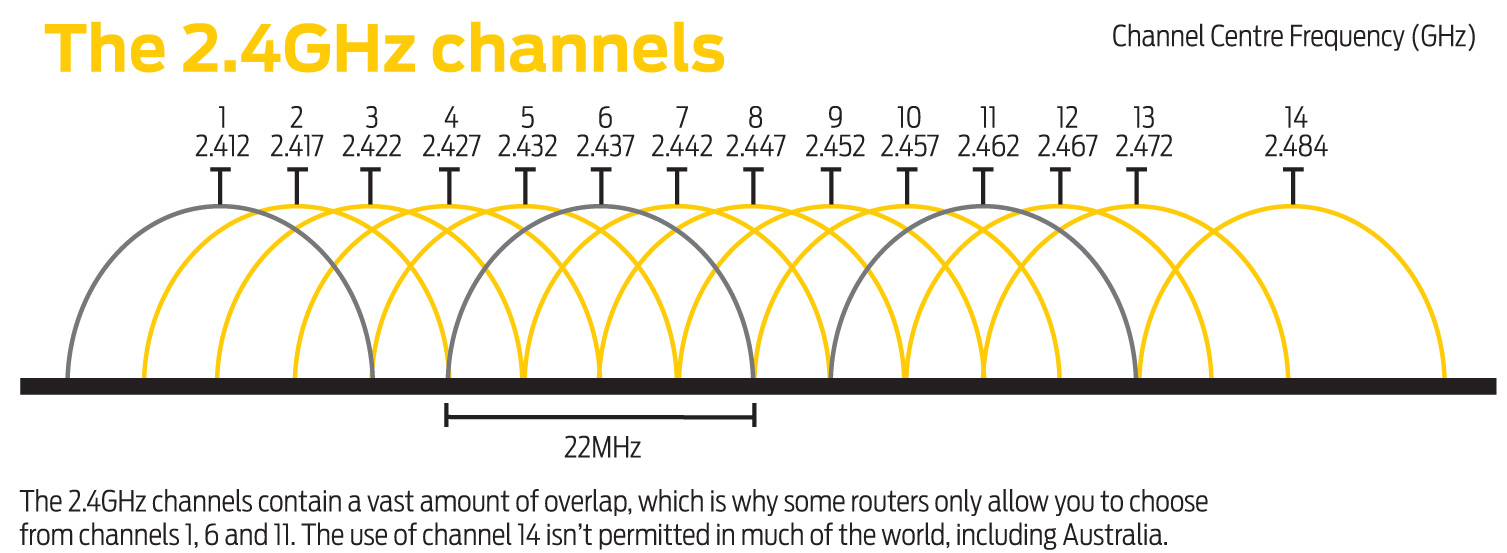 The 2.4GHz channels
Channel Centre Frequency (GHz)
1 2 3 4 5 6 7 8 9 10 11 12 13 14
2.412 2.417 2.422 2.427 2.432 2.437 2.442 2.447 2.452 2.457 2.462 2.467 2.472 2.484
22MHz
The 2.4GHz channels contain a vast amount of overlap, which is why some routers only allow you to choose
from channels 1, 6 and 11. The use of channel 14 isn't permitted in much of the world, including Australia.